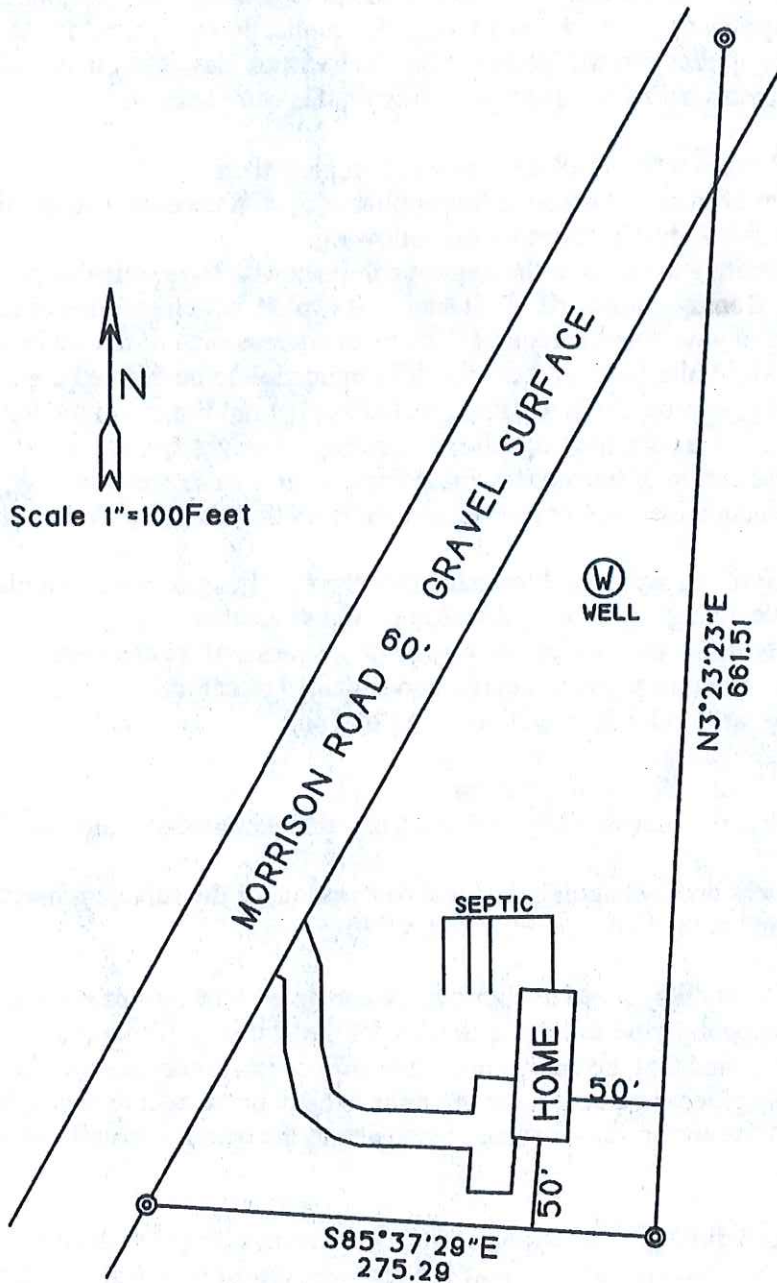 N
Scale 1"=100Feet
MORRISON ROAD 60' GRAVEL SURFACE
W
WELL
N3°23'23"E
661.51
SEPTIC
HOME
50'
50'
S85°37'29"E
275.29